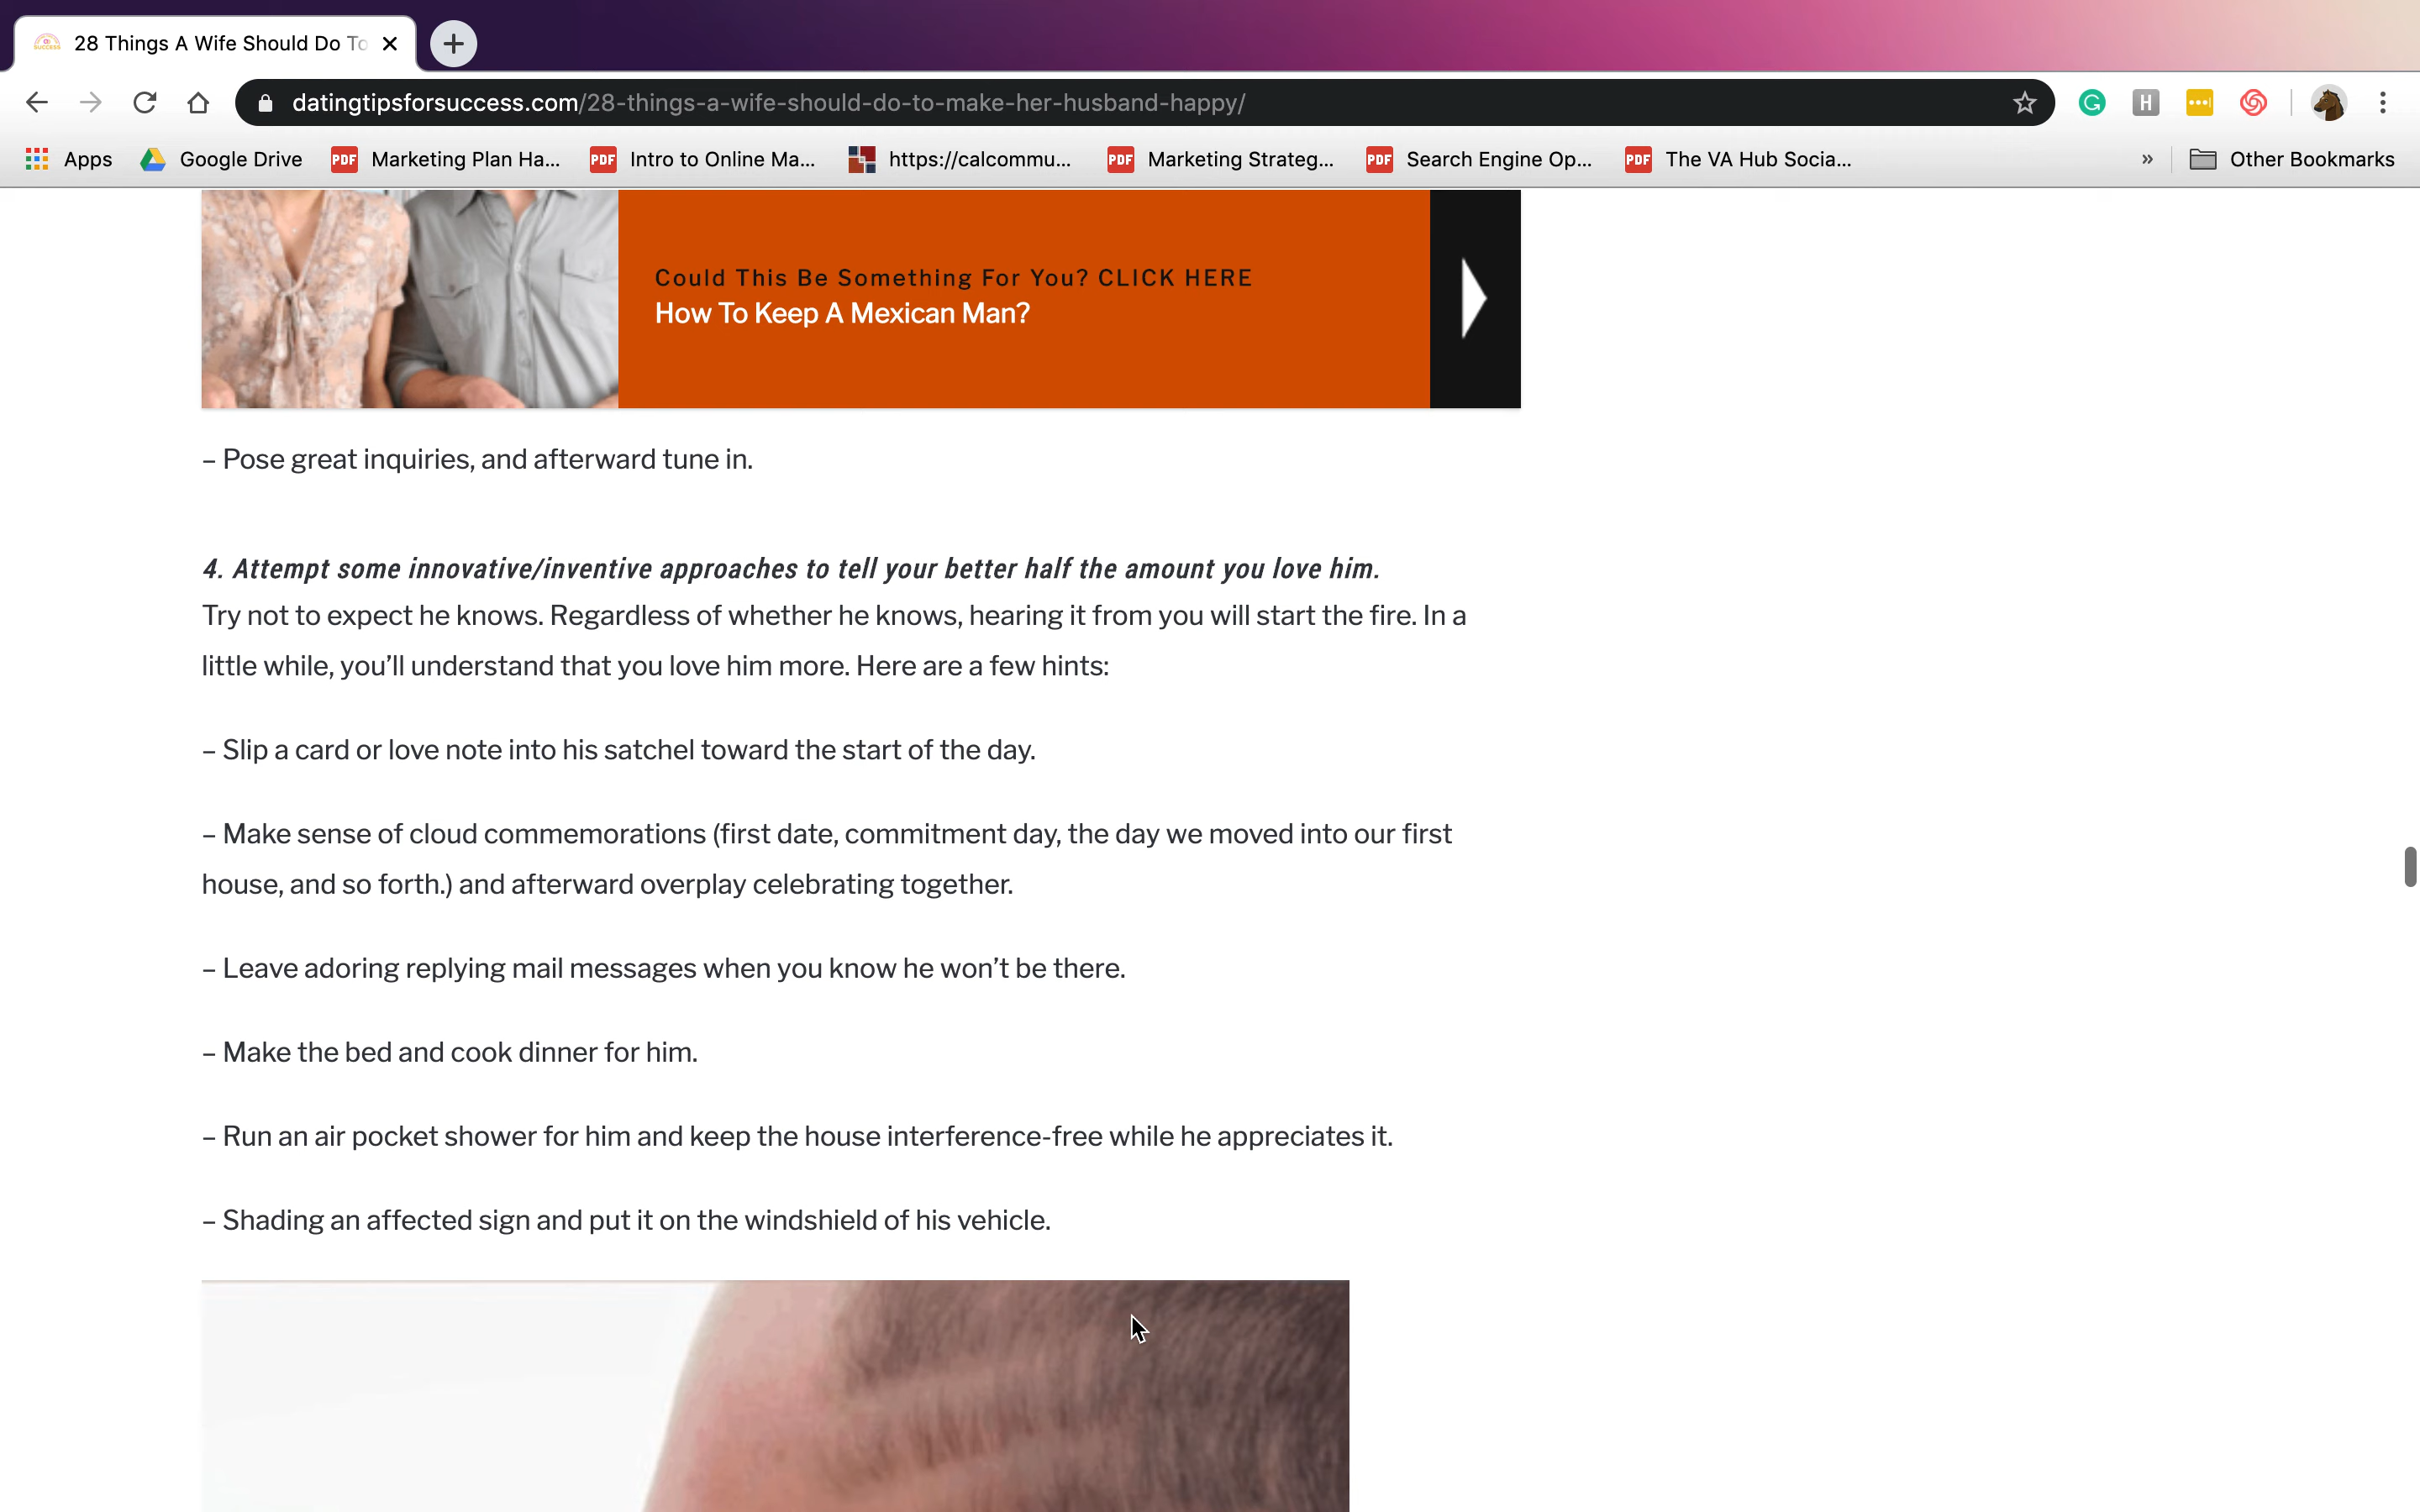 28 Things A Wife Should Do To
datingtipsforsuccess.com/28-things-a-wife-should-do-to-make-her-husband-happy/
Apps
Google Drive
PDF Marketing Plan Ha...
PDF Intro to Online Ma...
https://calcommu...
PDF Marketing Strateg...
PDF Search Engine Op...
PDF The VA Hub Socia...
»
Other Bookmarks
Could This Be Something For You? CLICK HERE
How To Keep A Mexican Man?
– Pose great inquiries, and afterward tune in.
4. Attempt some innovative/inventive approaches to tell your better half the amount you love him.
Try not to expect he knows. Regardless of whether he knows, hearing it from you will start the fire. In a
little while, you’ll understand that you love him more. Here are a few hints:
– Slip a card or love note into his satchel toward the start of the day.
– Make sense of cloud commemorations (first date, commitment day, the day we moved into our first
house, and so forth.) and afterward overplay celebrating together.
– Leave adoring replying mail messages when you know he won’t be there.
– Make the bed and cook dinner for him.
– Run an air pocket shower for him and keep the house interference-free while he appreciates it.
– Shading an affected sign and put it on the windshield of his vehicle.